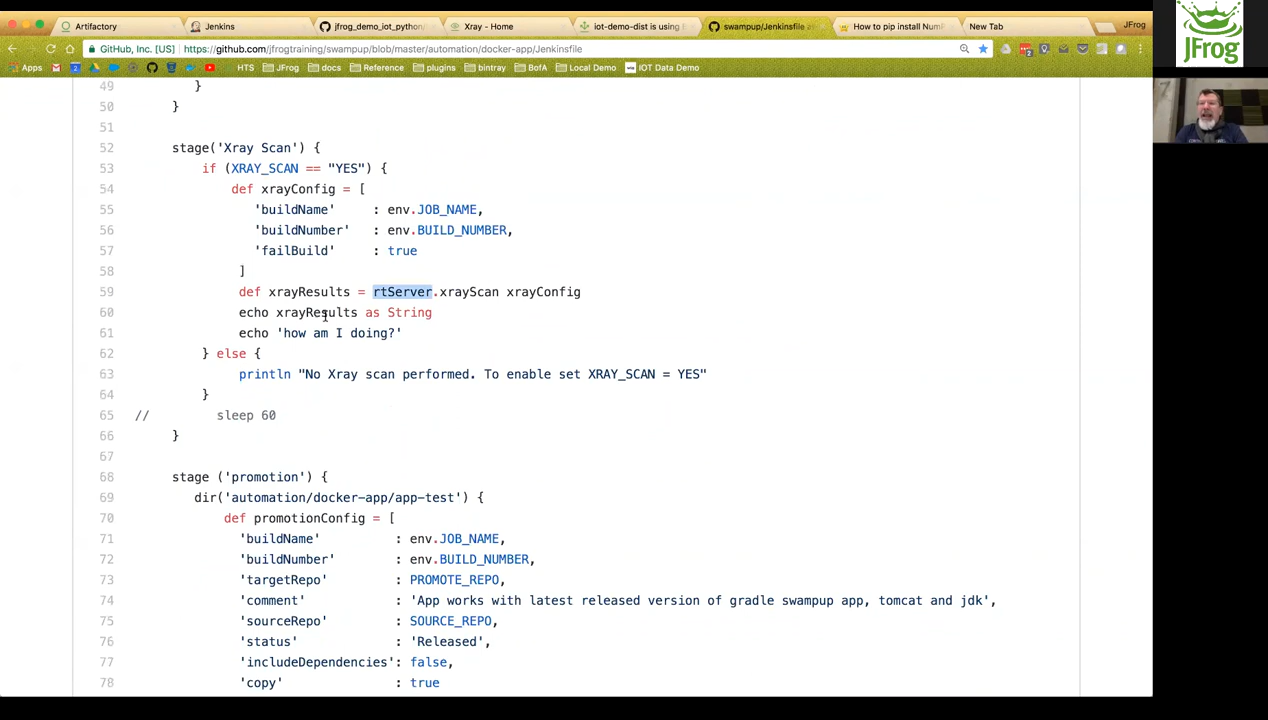 Artifactory
Jenkins
jfrog_demo_iot_python/
Xray - Home
iot-demo-dist is using
swampup/Jenkinsfile at
How to pip install NumP
New Tab
JFrog
GitHub, Inc. [US]
https://github.com/jfrogtraining/swampup/blob/master/automation/docker-app/Jenkinsfile
Apps
HTS
JFrog
docs
Reference
plugins
bintray
BofA
Local Demo
IOT Data Demo
JFrog
49 }
50 }
51
52 stage('Xray Scan') {
53 if (XRAY_SCAN == "YES") {
54 def xrayConfig = [
55 'buildName' : env.JOB_NAME,
56 'buildNumber' : env.BUILD_NUMBER,
57 'failBuild' : true
58 ]
59 def xrayResults = rtServer.xrayScan xrayConfig
60 echo xrayResults as String
61 echo 'how am I doing?'
62 } else {
63 println "No Xray scan performed. To enable set XRAY_SCAN = YES"
64 }
65 // sleep 60
66 }
67
68 stage ('promotion') {
69 dir('automation/docker-app/app-test') {
70 def promotionConfig = [
71 'buildName' : env.JOB_NAME,
72 'buildNumber' : env.BUILD_NUMBER,
73 'targetRepo' : PROMOTE_REPO,
74 'comment' : 'App works with latest released version of gradle swampup app, tomcat and jdk',
75 'sourceRepo' : SOURCE_REPO,
76 'status' : 'Released',
77 'includeDependencies': false,
78 'copy' : true